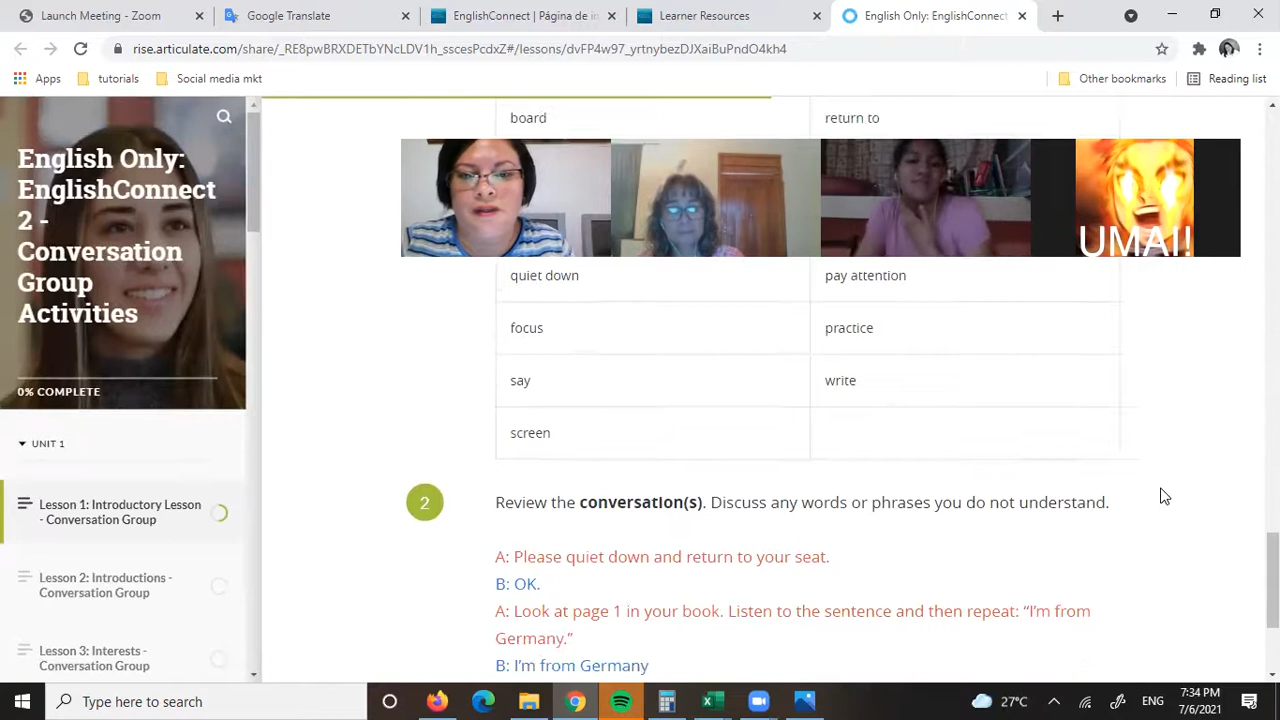 Launch Meeting - Zoom
Google Translate
EnglishConnect | Página de in
Learner Resources
English Only: EnglishConnect
rise.articulate.com/share/_RE8pwBRXDETbYNcLDV1h_sscesPcdxZ#/lessons/dvFP4w97_yrtnybezDJXaiBuPndO4kh4
Apps
tutorials
Social media mkt
Other bookmarks
Reading list
English Only:
EnglishConnect
2 -
Conversation
Group
Activities
0% COMPLETE
UNIT 1
Lesson 1: Introductory Lesson
- Conversation Group
Lesson 2: Introductions -
Conversation Group
Lesson 3: Interests -
Conversation Group
board
return to
UMAI!
quiet down
pay attention
focus
practice
say
write
screen
2
Review the conversation(s). Discuss any words or phrases you do not understand.
A: Please quiet down and return to your seat.
B: OK.
A: Look at page 1 in your book. Listen to the sentence and then repeat: “I’m from
Germany.”
B: I’m from Germany
Type here to search
27°C
ENG
7:34 PM
7/6/2021